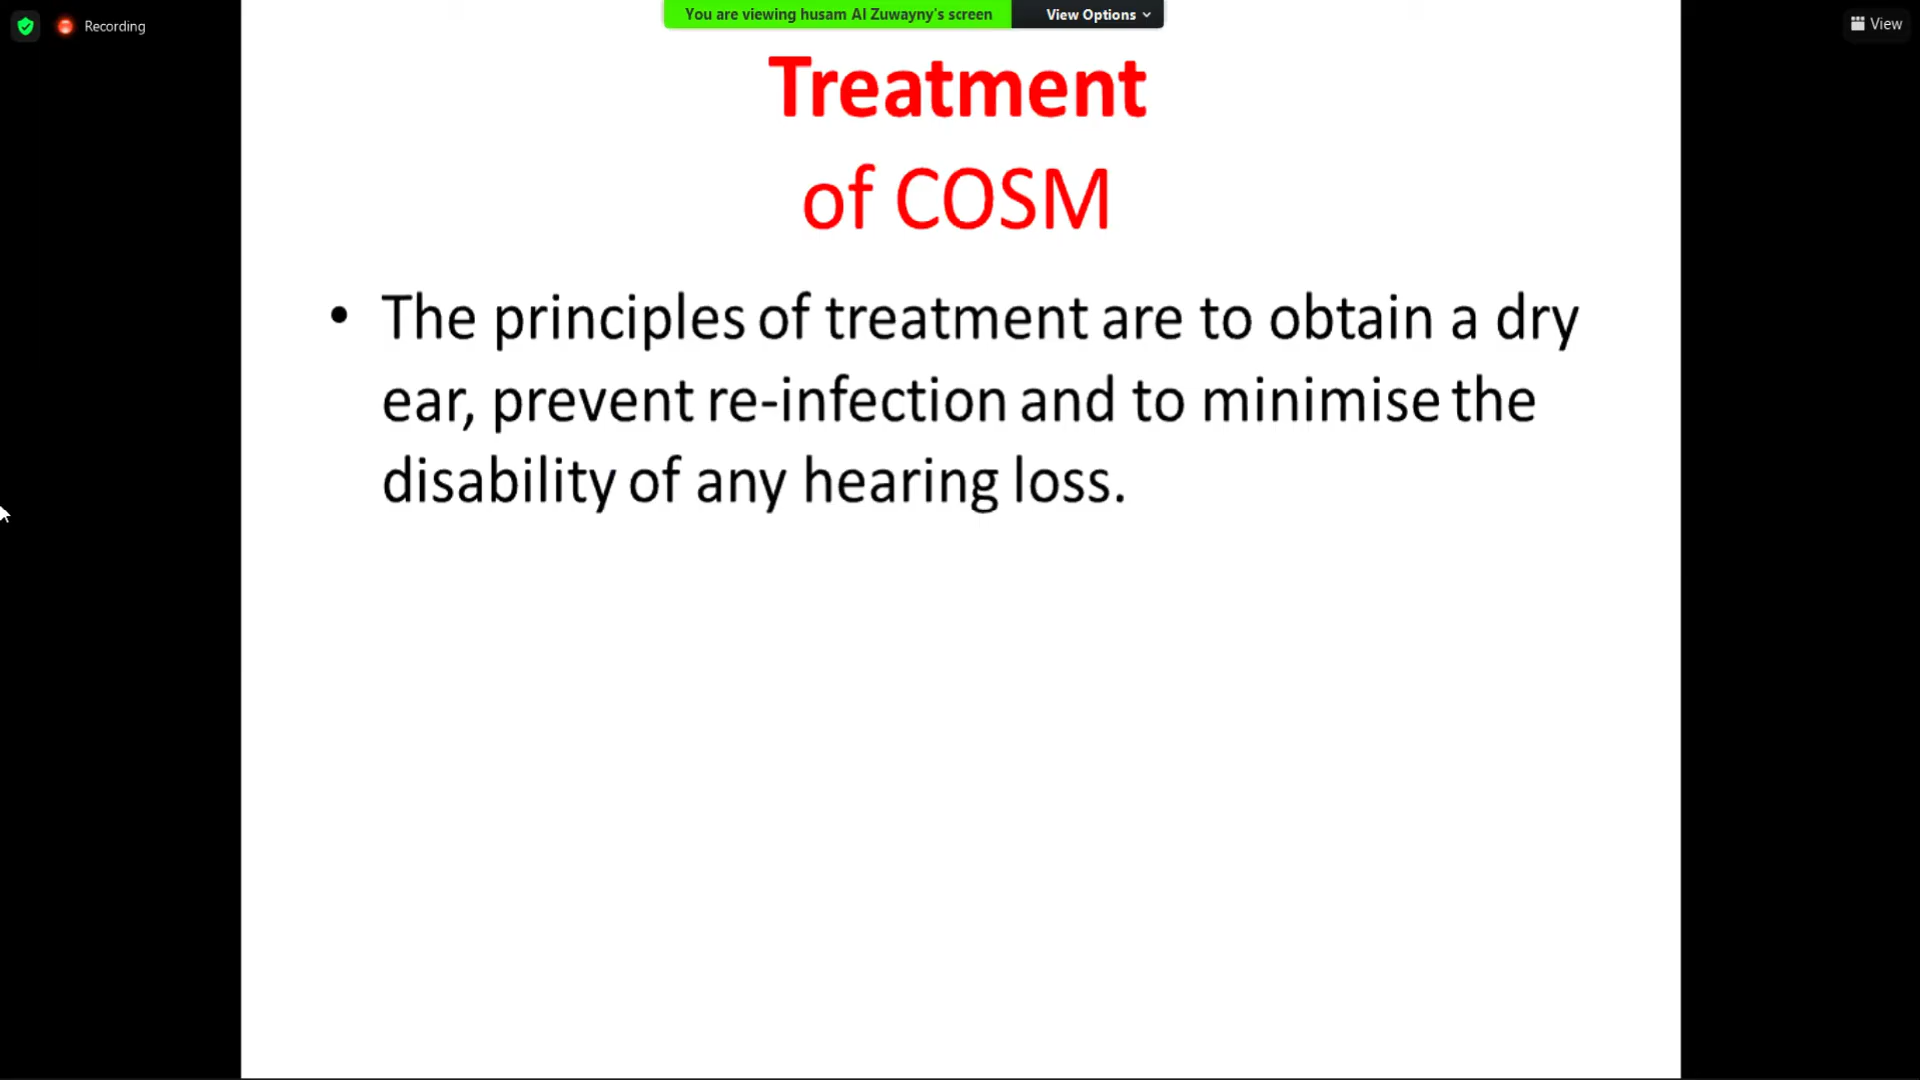 Recording
You are viewing husam Al Zuwayny's screen
View Options
View
Treatment
of COSM
• The principles of treatment are to obtain a dry
ear, prevent re-infection and to minimise the
disability of any hearing loss.